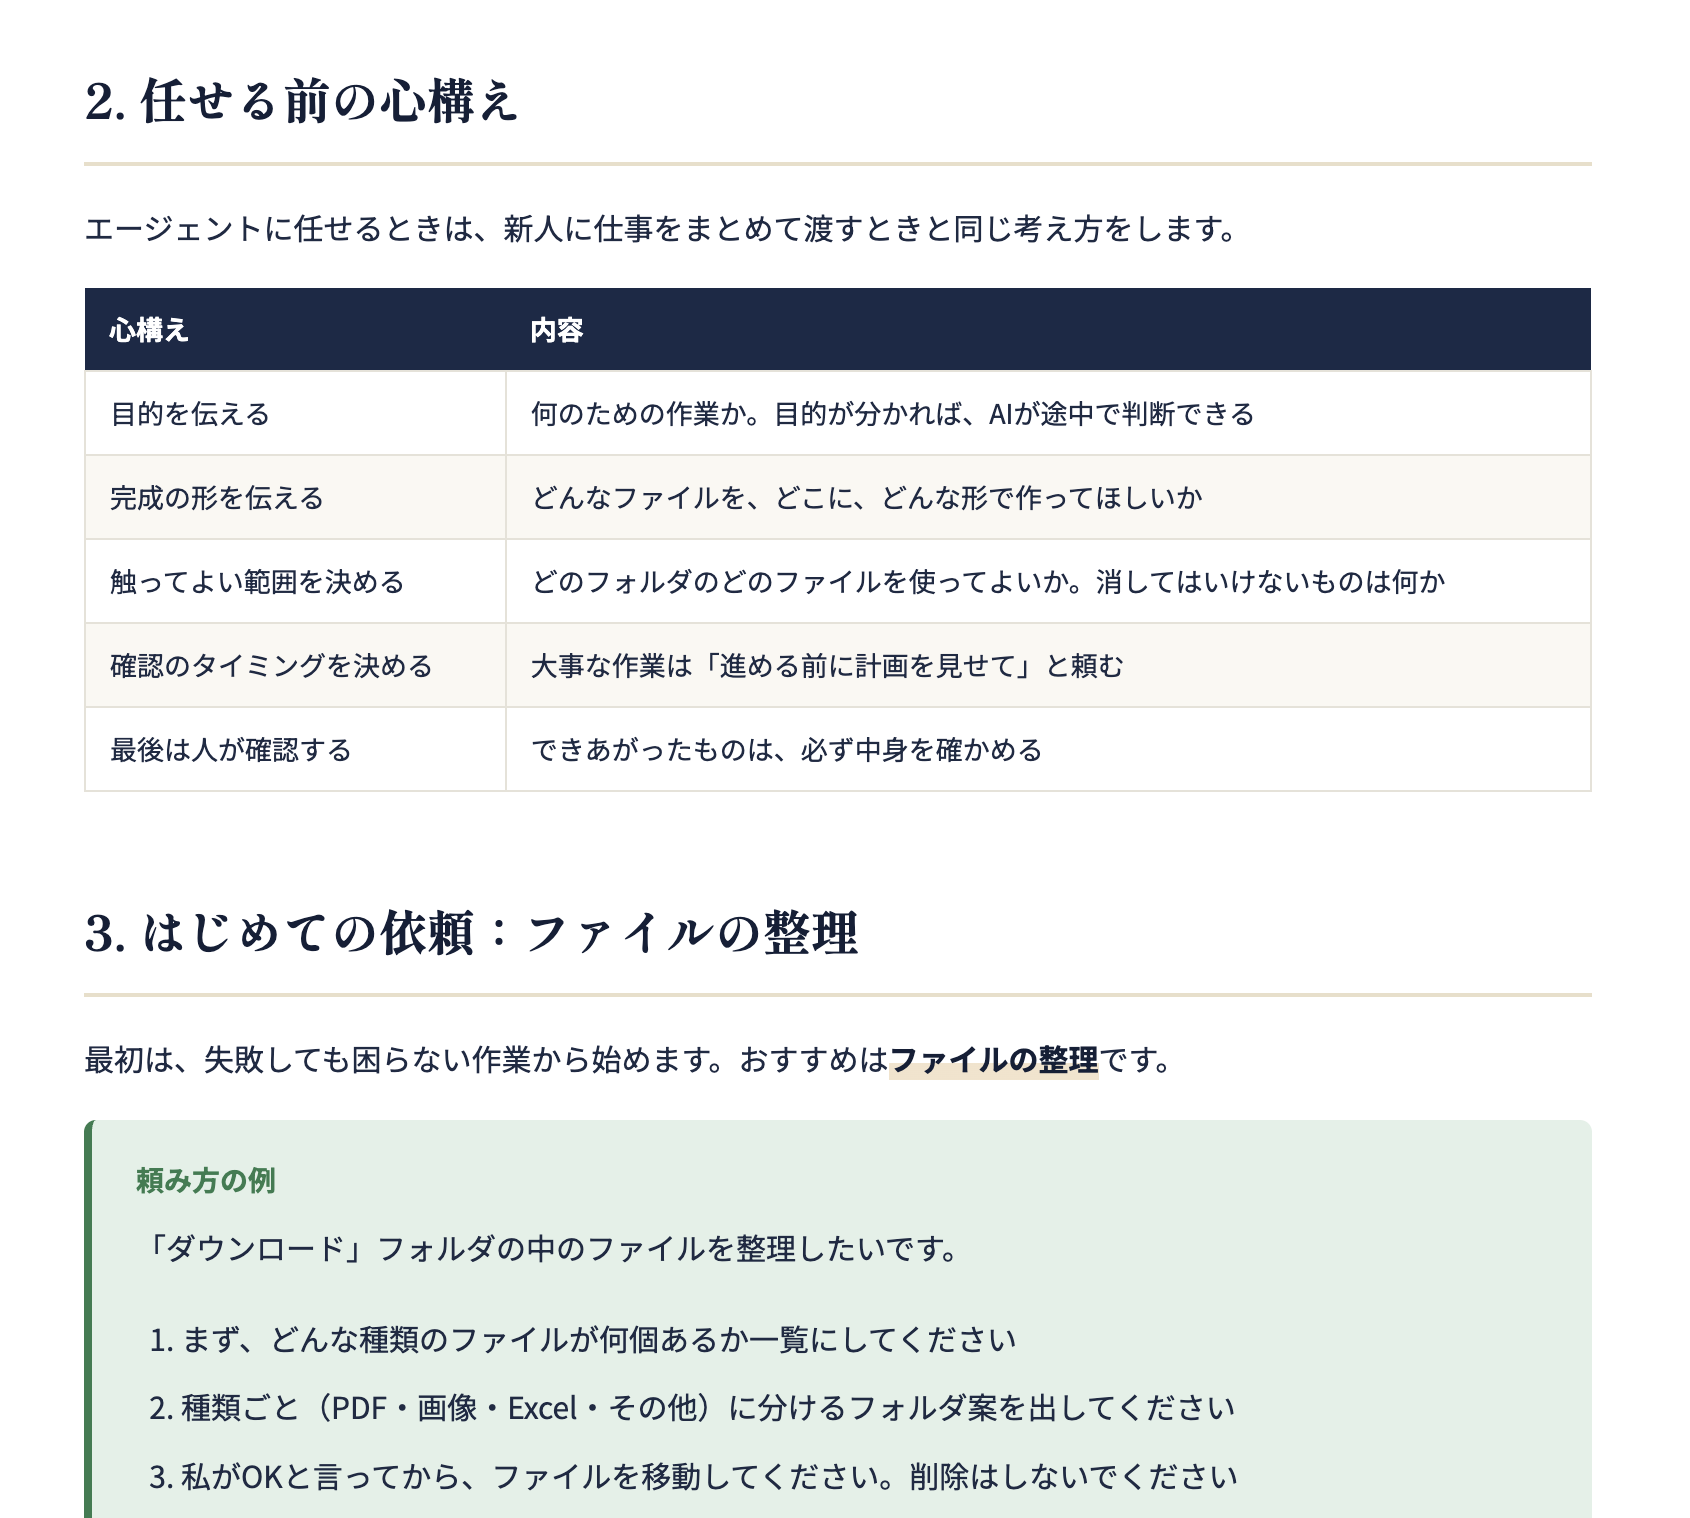 2. 任せる前の心構え
エージェントに任せるときは、新人に仕事をまとめて渡すときと同じ考え方をします。
心構え 内容
目的を伝える 何のための作業か。目的が分かれば、AIが途中で判断できる
完成の形を伝える どんなファイルを、どこに、どんな形で作ってほしいか
触ってよい範囲を決める どのフォルダのどのファイルを使ってよいか。消してはいけないものは何か
確認のタイミングを決める 大事な作業は「進める前に計画を見せて」と頼む
最後は人が確認する できあがったものは、必ず中身を確かめる
3. はじめての依頼：ファイルの整理
最初は、失敗しても困らない作業から始めます。おすすめはファイルの整理です。
頼み方の例
「ダウンロード」フォルダの中のファイルを整理したいです。
1. まず、どんな種類のファイルが何個あるか一覧にしてください
2. 種類ごと（PDF・画像・Excel・その他）に分けるフォルダ案を出してください
3. 私がOKと言ってから、ファイルを移動してください。削除はしないでください